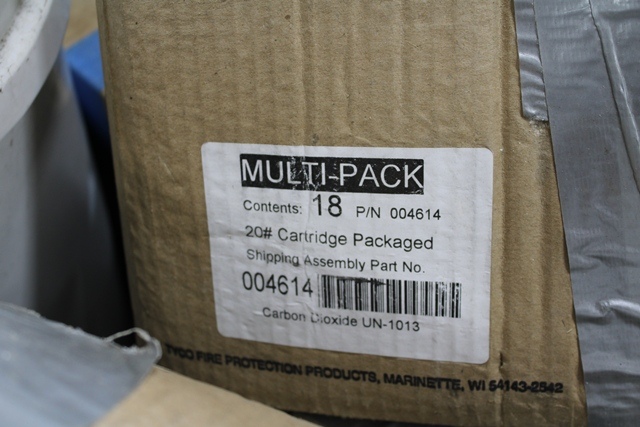 MULTI-PACK
Contents: 18 P/N 004614
20# Cartridge Packaged
Shipping Assembly Part No.
004614
Carbon Dioxide UN-1013
TYCO FIRE PROTECTION PRODUCTS, MARINETTE, WI 54143-2542